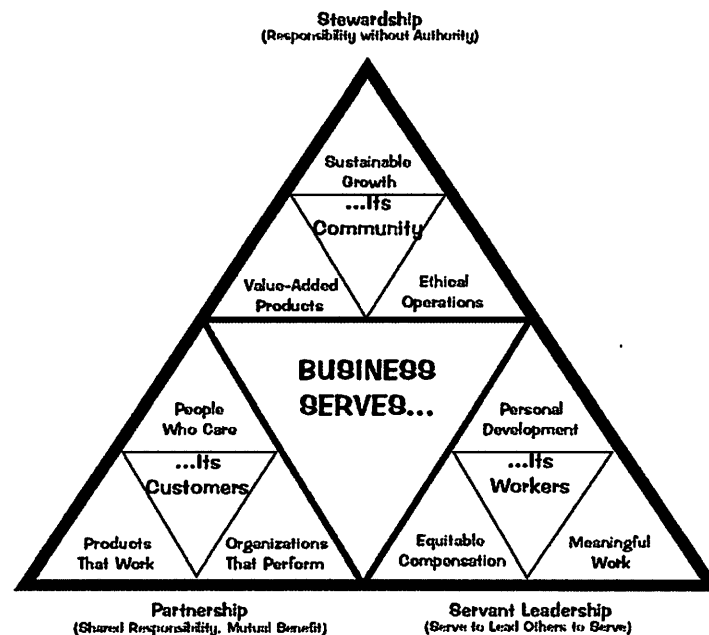 Stewardship
(Responsibility without Authority)
Sustainable
Growth
...Its
Community
Value-Added
Products
Ethical
Operations
BUSINESS
SERVES...
People
Who Care
...Its
Customers
Products
That Work
Organizations
That Perform
Personal
Development
...Its
Workers
Equitable
Compensation
Meaningful
Work
Partnership
(Shared Responsibility, Mutual Benefit)
Servant Leadership
(Serve to Lead Others to Serve)